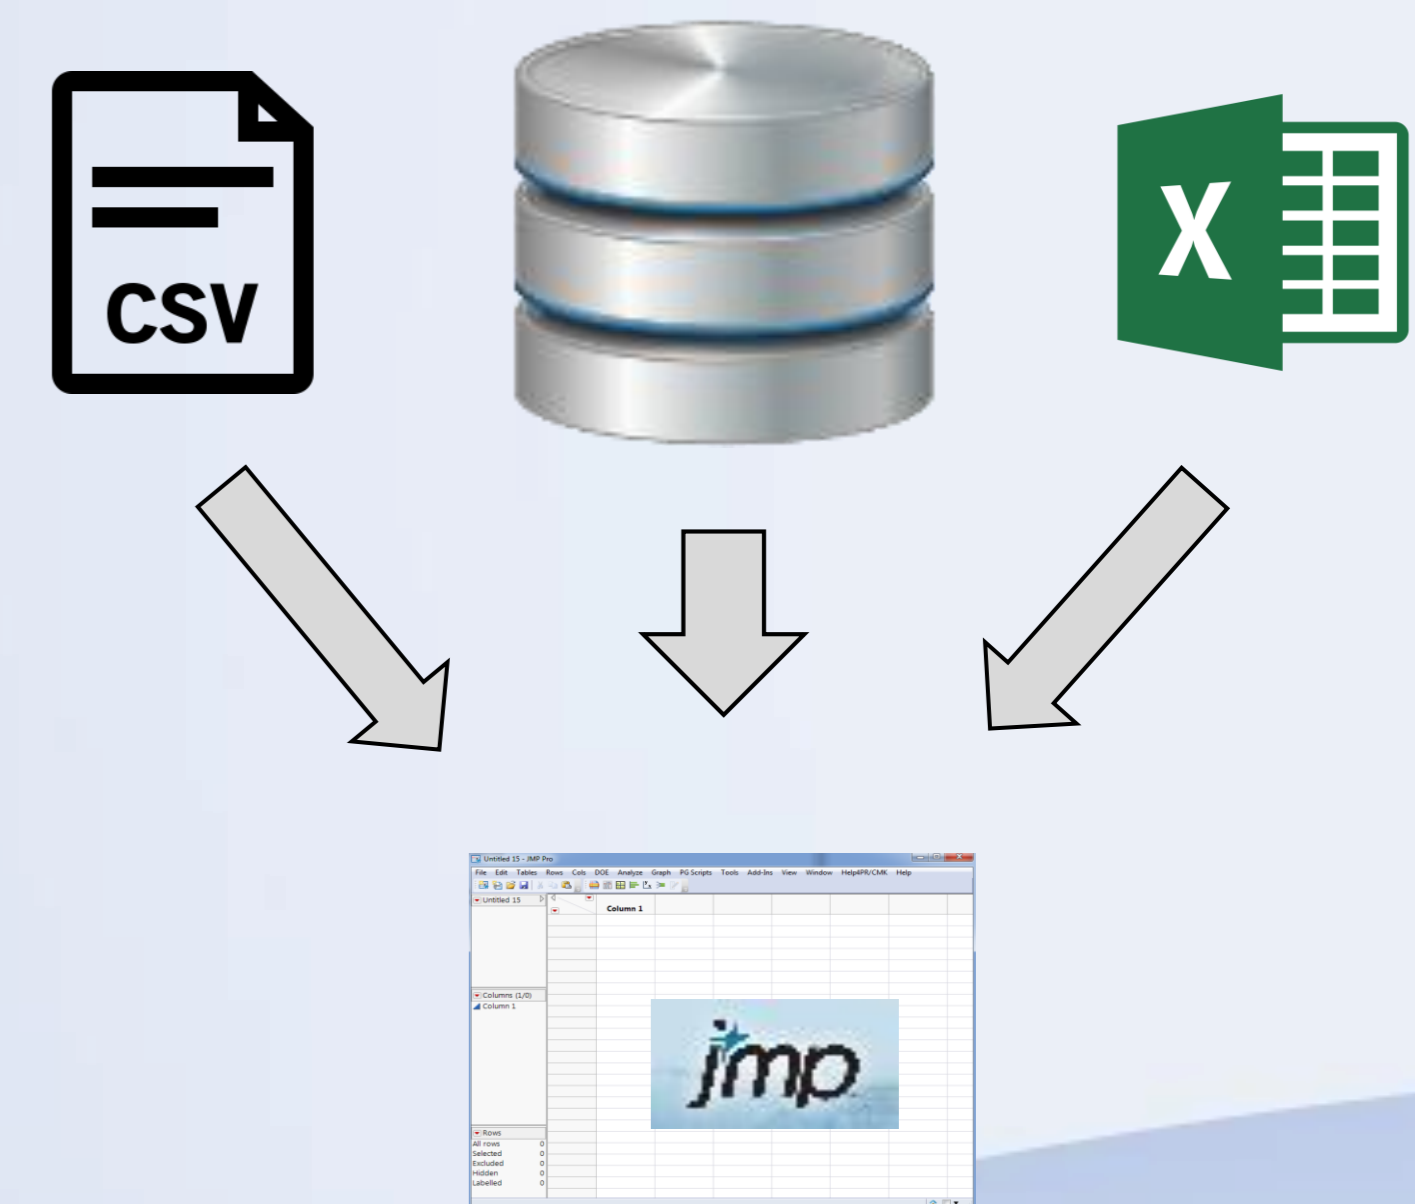 CSV
X
Untitled 15 - JMP Pro
File Edit Tables Rows Cols DOE Analyze Graph PG Scripts Tools Add-Ins View Window Help4PR/CMK Help
Untitled 15
Column 1
Columns (1/0)
Column 1
jmp
Rows
All rows 0
Selected 0
Excluded 0
Hidden 0
Labelled 0